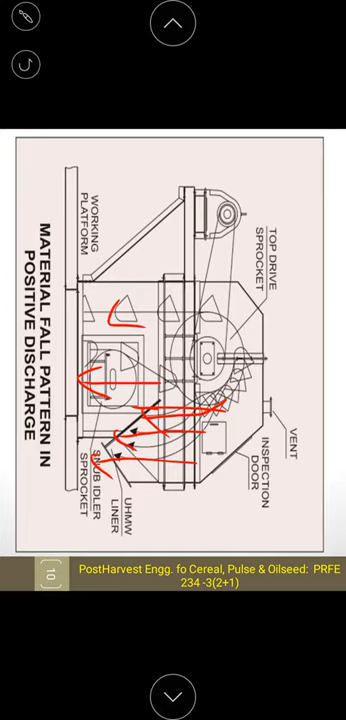 VENT
INSPECTION
DOOR
TOP DRIVE
SPROCKET
UHMW
LINER
SNUB IDLER
SPROCKET
WORKING
PLATFORM
MATERIAL FALL PATTERN IN
POSITIVE DISCHARGE
10
PostHarvest Engg. fo Cereal, Pulse & Oilseed: PRFE
234 -3(2+1)